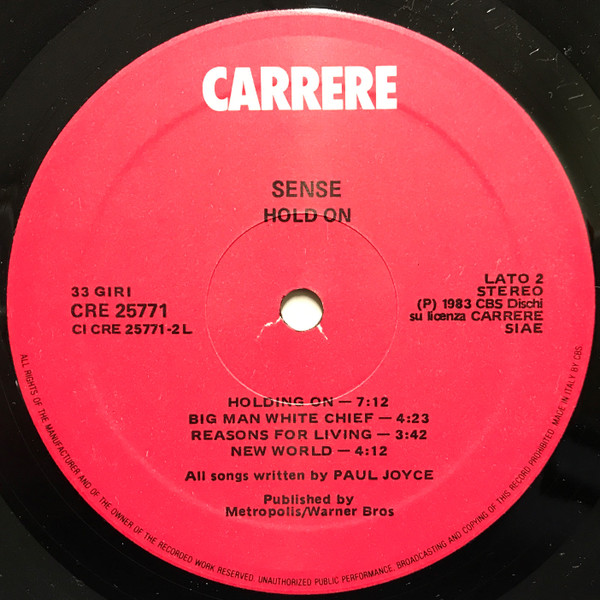 CARRERE
SENSE
HOLD ON
33 GIRI
CRE 25771
CI CRE 25771-2L
LATO 2
STEREO
(P) 1983 CBS Dischi
su licenza CARRERE
SIAE
HOLDING ON — 7:12
BIG MAN WHITE CHIEF — 4:23
REASONS FOR LIVING — 3:42
NEW WORLD — 4:12
All songs written by PAUL JOYCE
Published by
Metropolis/Warner Bros
ALL RIGHTS OF THE MANUFACTURER AND OF THE OWNER OF THE RECORDED WORK RESERVED. UNAUTHORIZED PUBLIC PERFORMANCE, BROADCASTING AND COPYING OF THIS RECORD PROHIBITED. MADE IN ITALY BY CBS.